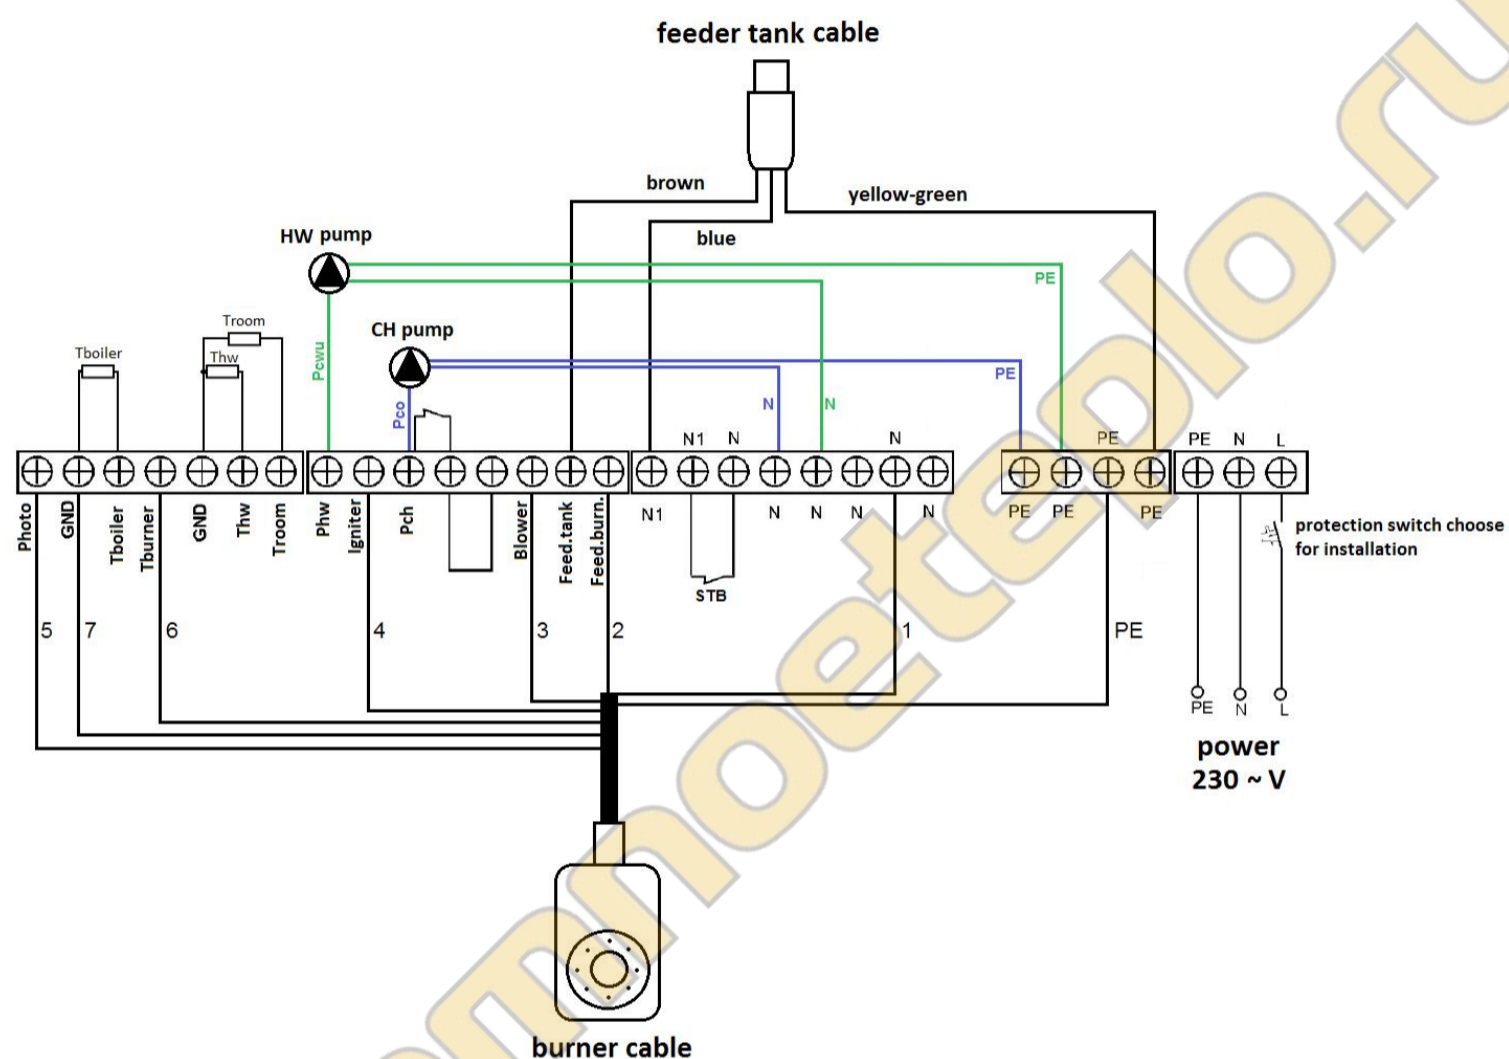 feeder tank cable
brown
yellow-green
blue
HW pump
PE
Troom
CH pump
Tboiler
Thw
Pcwu
PE
Pco
N
N
N1
N
N
PE
PE
N
L
Photo
GND
Tboiler
Tburner
GND
Thw
Troom
Phw
Igniter
Pch
Blower
Feed.tank
Feed.burn.
N1
N
N
N
N
PE
PE
PE
protection switch choose
for installation
STB
5
7
6
4
3
2
1
PE
PE
N
L
power
230 ~ V
burner cable